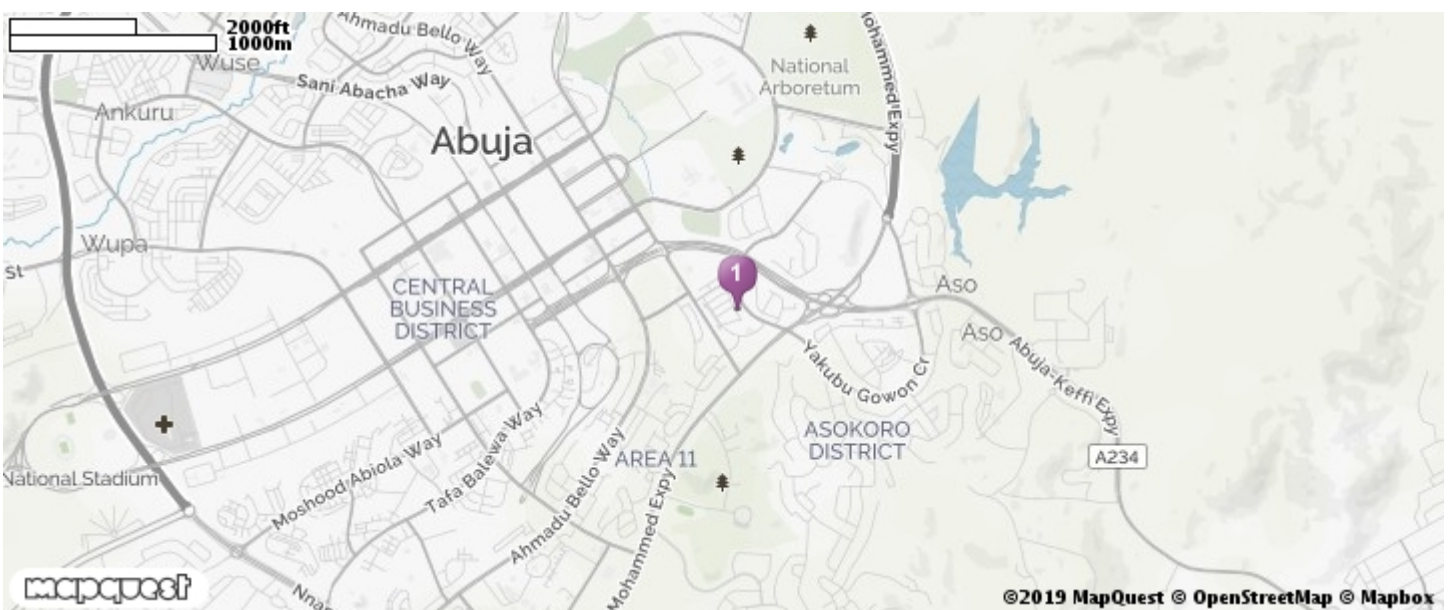 2000ft
1000m
Ahmadu Bello Way
Wuse
Sani Abacha Way
Ankuru
National
Arboretum
Mohammed Expy
Abuja
Wupa
St
1
CENTRAL
BUSINESS
DISTRICT
Aso
Aso
Abuja-Keffi Expy
Yakubu Gowon Cr
ASOKORO
DISTRICT
A234
AREA 11
National Stadium
Moshood Abiola Way
Tafa Balewa Way
Ahmadu Bello Way
Mohammed Expy
Nnam
mapquest
©2019 MapQuest © OpenStreetMap © Mapbox